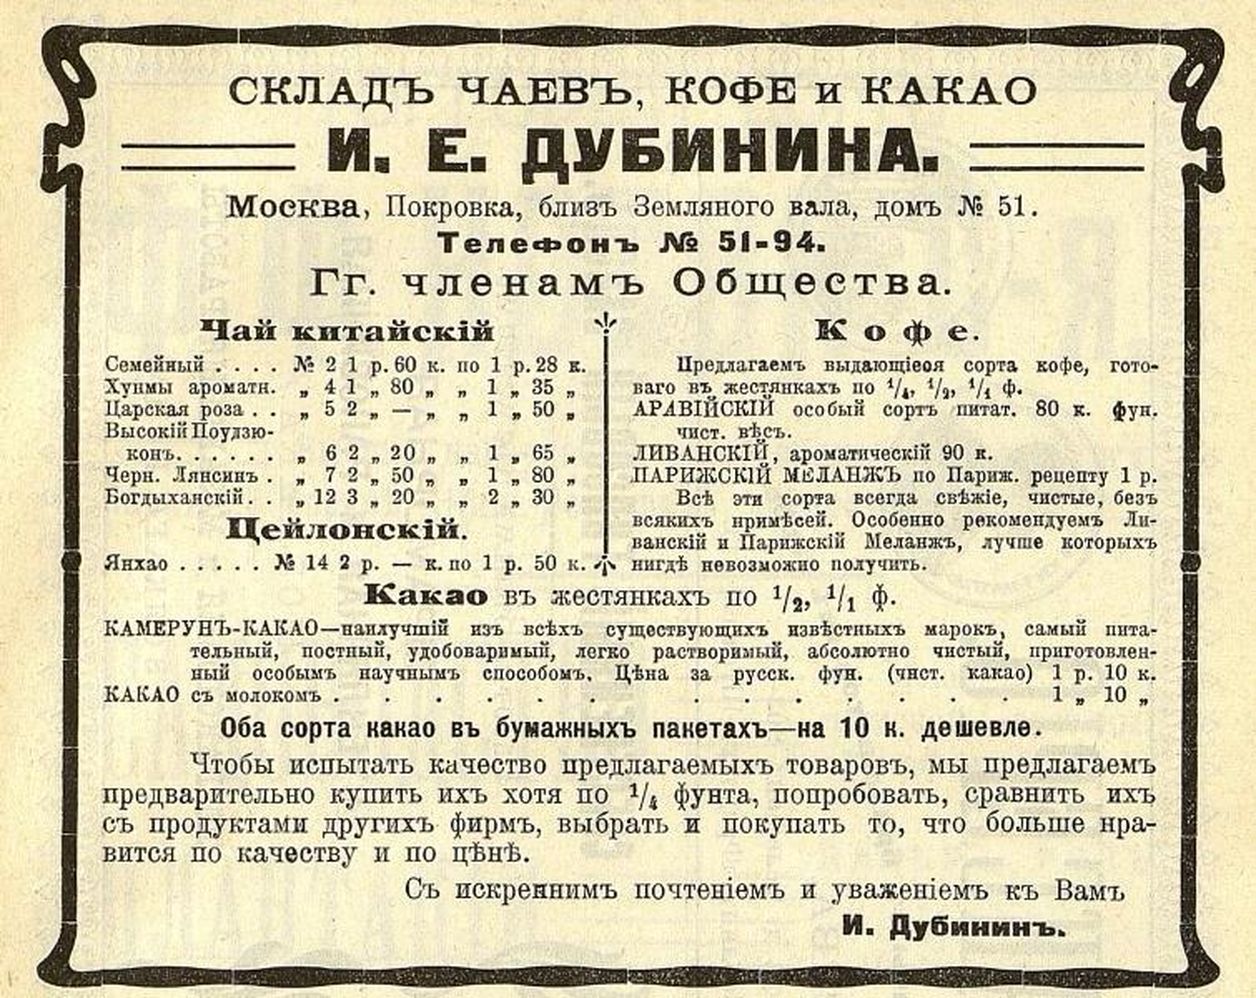 СКЛАДЪ ЧАЕВЪ, КОФЕ и КАКАО
И. Е. ДУБИНИНА.
Москва, Покровка, близъ Земляного вала, домъ № 51.
Телефонъ № 51-94.
Гг. членамъ Общества.
Чай китайскій
Семейный . . . . № 2 1 р. 60 к. по 1 р. 28 к.
Хунмы ароматн. „ 4 1 „ 80 „ „ 1 „ 35 „
Царская роза . . „ 5 2 „ — „ „ 1 „ 50 „
Высокій Поудзю-
конъ. . . . . . . „ 6 2 „ 20 „ „ 1 „ 65 „
Черн. Лянсинъ . „ 7 2 „ 50 „ „ 1 „ 80 „
Богдыханскій . . „ 12 3 „ 20 „ „ 2 „ 30 „
Цейлонскій.
Янхао . . . . . № 14 2 р. — к. по 1 р. 50 к.
Кофе.
Предлагаемъ выдающіеоя сорта кофе, гото-
ваго въ жестянкахъ по 1/4, 1/2, 1/1 ф.
АРАВІЙСКІЙ особый сортъ питат. 80 к. фун.
чист. вѣсъ.
ЛИВАНСКІЙ, ароматическій 90 к.
ПАРИЖСКІЙ МЕЛАНЖЪ по Париж. рецепту 1 р.
Всѣ эти сорта всегда свѣжіе, чистые, безъ
всякихъ нримѣсей. Особенно рекомендуемъ Ли-
ванскій и Парижскій Меланжъ, лучше которыхъ
нигдѣ невозможно получить.
Какао въ жестянкахъ по 1/2, 1/1 ф.
КАМЕРУНЪ-КАКАО—наилучшій изъ всѣхъ существующихъ извѣстныхъ марокъ, самый пита-
тельный, постный, удобоваримый, легко растворимый, абсолютно чистый, приготовлен-
ный особымъ научнымъ способомъ. Цѣна за русск. фун. (чист. какао) 1 р. 10 к.
КАКАО съ молокомъ . . . . . . . . . . . . . . . 1 „ 10 „
Оба сорта какао въ бумажныхъ пакетахъ—на 10 к. дешевле.
Чтобы испытать качество предлагаемыхъ товаровъ, мы предлагаемъ
предварительно купить ихъ хотя по 1/4 фунта, попробовать, сравнить ихъ
съ продуктами другихъ фирмъ, выбрать и покупать то, что больше нра-
вится по качеству и по цѣнѣ.
Съ искреннимъ почтеніемъ и уваженіемъ къ Вамъ
И. Дубининъ.